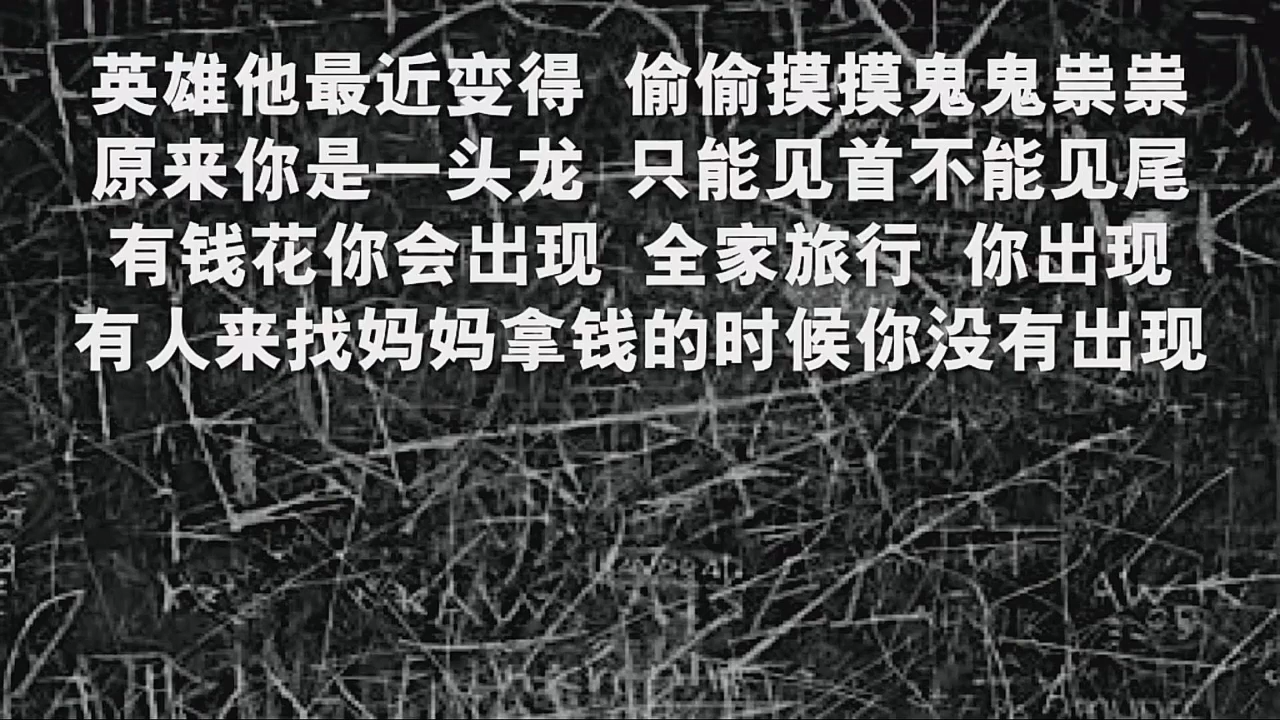 英雄他最近变得 偷偷摸摸鬼鬼祟祟
原来你是一头龙 只能见首不能见尾
有钱花你会出现 全家旅行 你出现
有人来找妈妈拿钱的时候你没有出现